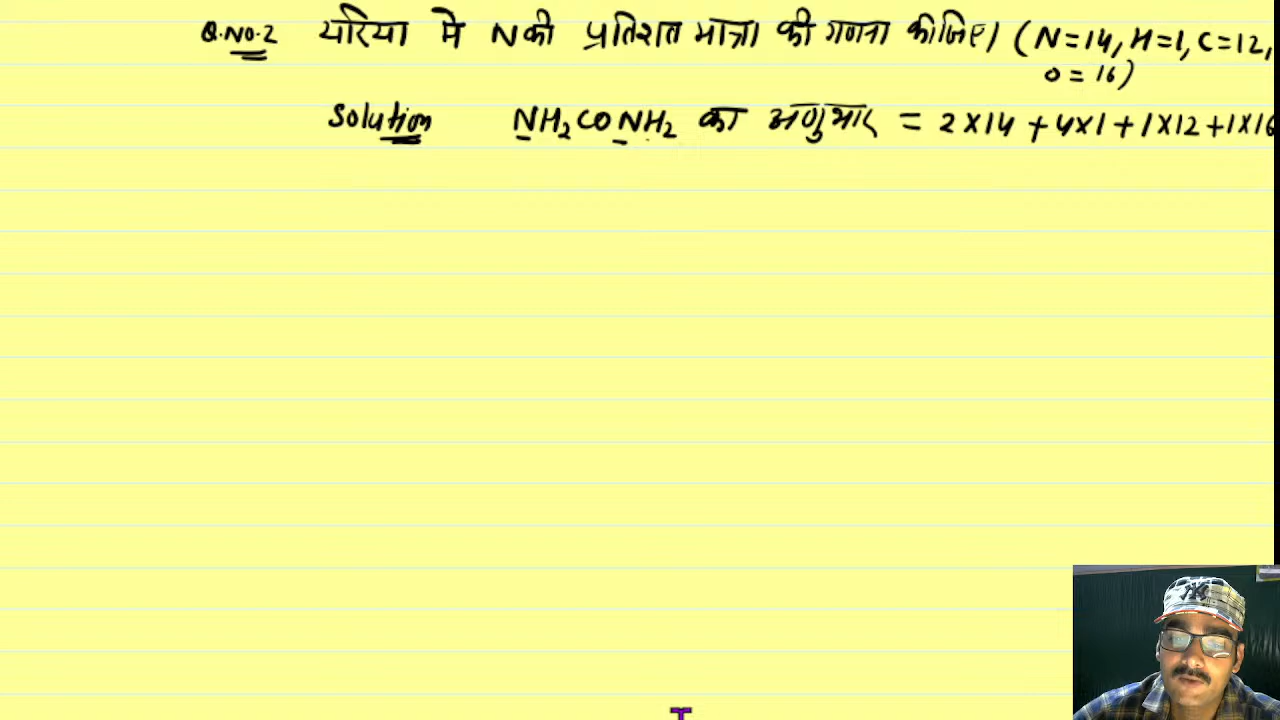 Q.NO.2 यूरिया में N की प्रतिशत मात्रा की गणना कीजिए। (N=14, H=1, C=12,
O = 16)
Solution NH₂CONH₂ का अणुभार = 2×14 + 4×1 + 1×12 + 1×16